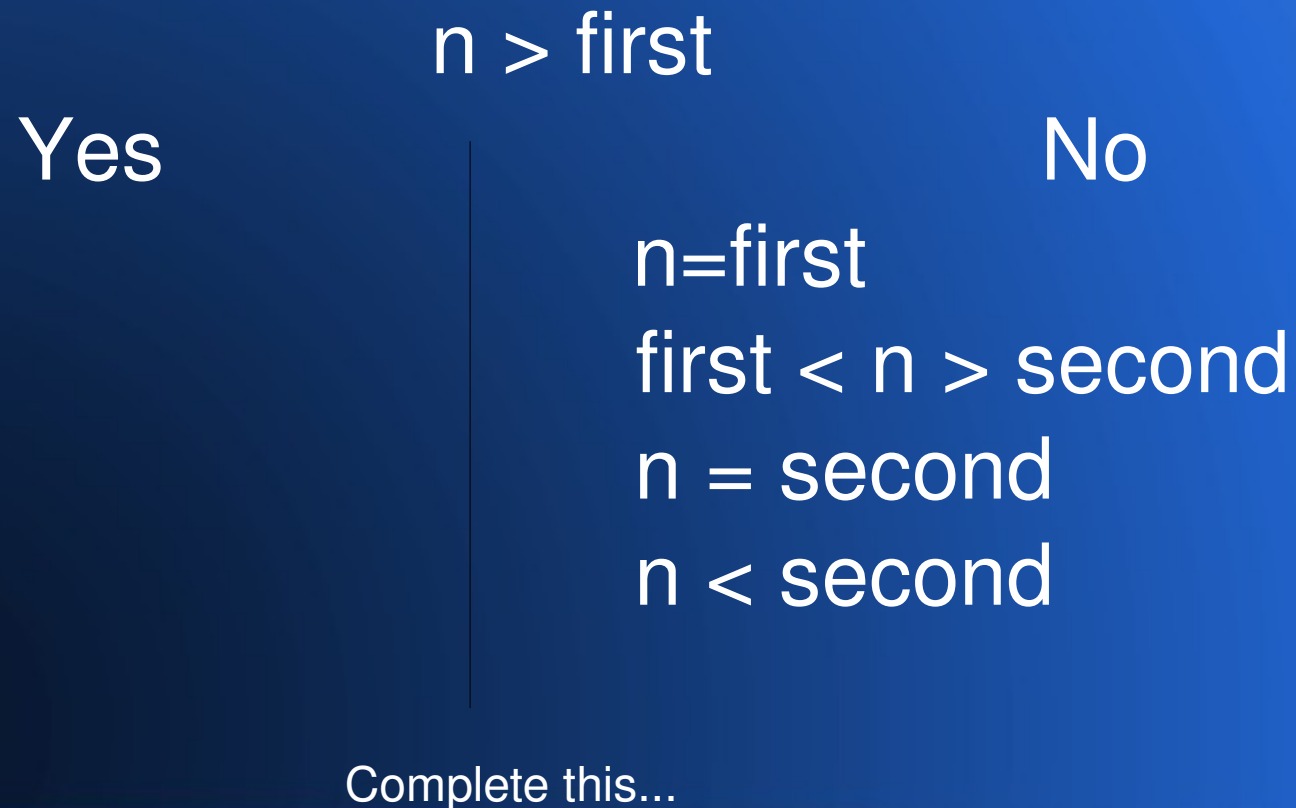 n > first
Yes No
n=first
first < n > second
n = second
n < second
Complete this...